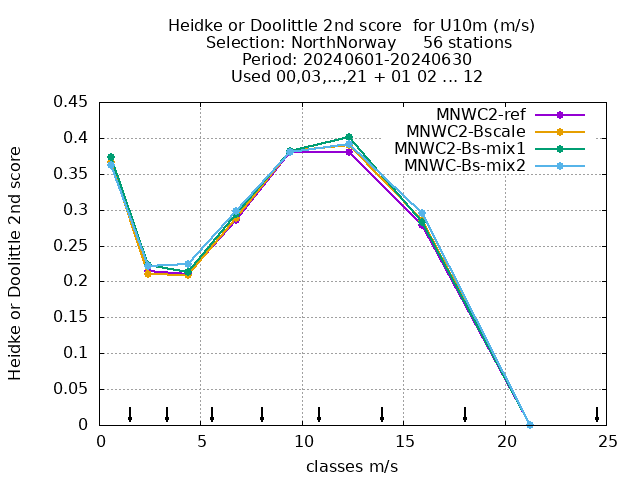 Heidke or Doolittle 2nd score  for U10m (m/s)
Selection: NorthNorway     56 stations
Period: 20240601-20240630
Used 00,03,...,21 + 01 02 ... 12
Heidke or Doolittle 2nd score
0.45
0.4
0.35
0.3
0.25
0.2
0.15
0.1
0.05
0
MNWC2-ref
MNWC2-Bscale
MNWC2-Bs-mix1
MNWC-Bs-mix2
0 5 10 15 20 25
classes m/s